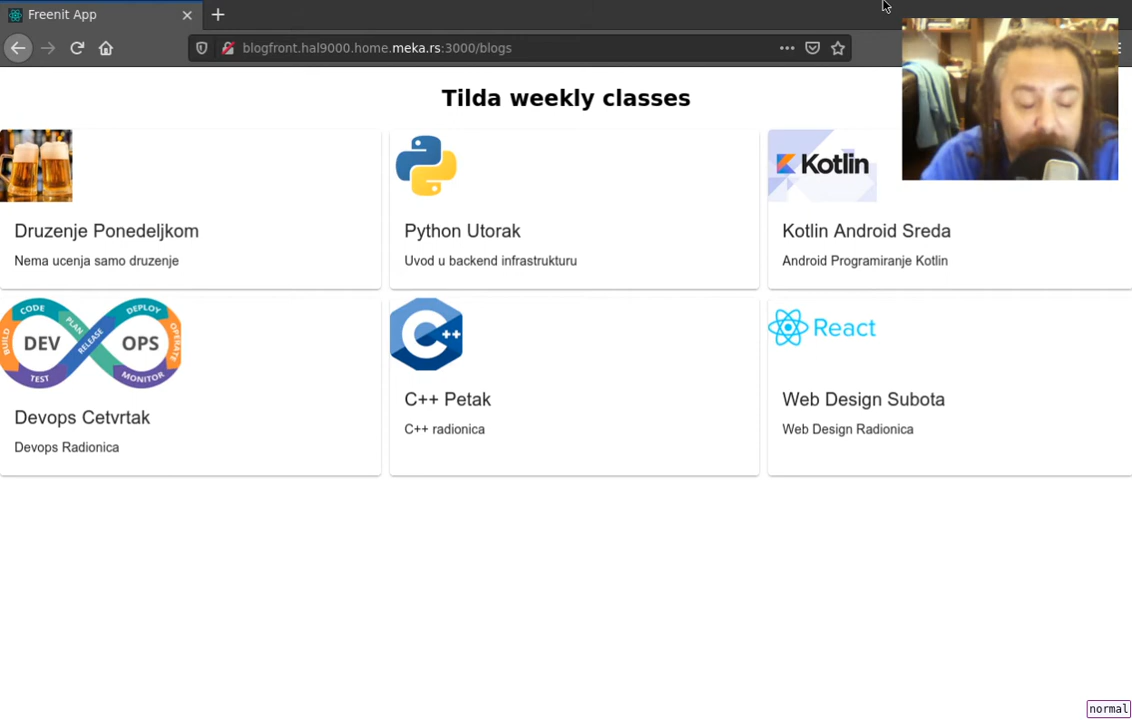 Freenit App
blogfront.hal9000.home.meka.rs:3000/blogs
Tilda weekly classes
Kotlin
Druzenje Ponedeljkom
Nema ucenja samo druzenje
Python Utorak
Uvod u backend infrastrukturu
Kotlin Android Sreda
Android Programiranje Kotlin
CODE
DEPLOY
PLAN
BUILD
DEV
RELEASE
OPS
OPERATE
TEST
MONITOR
C++
React
Devops Cetvrtak
Devops Radionica
C++ Petak
C++ radionica
Web Design Subota
Web Design Radionica
normal